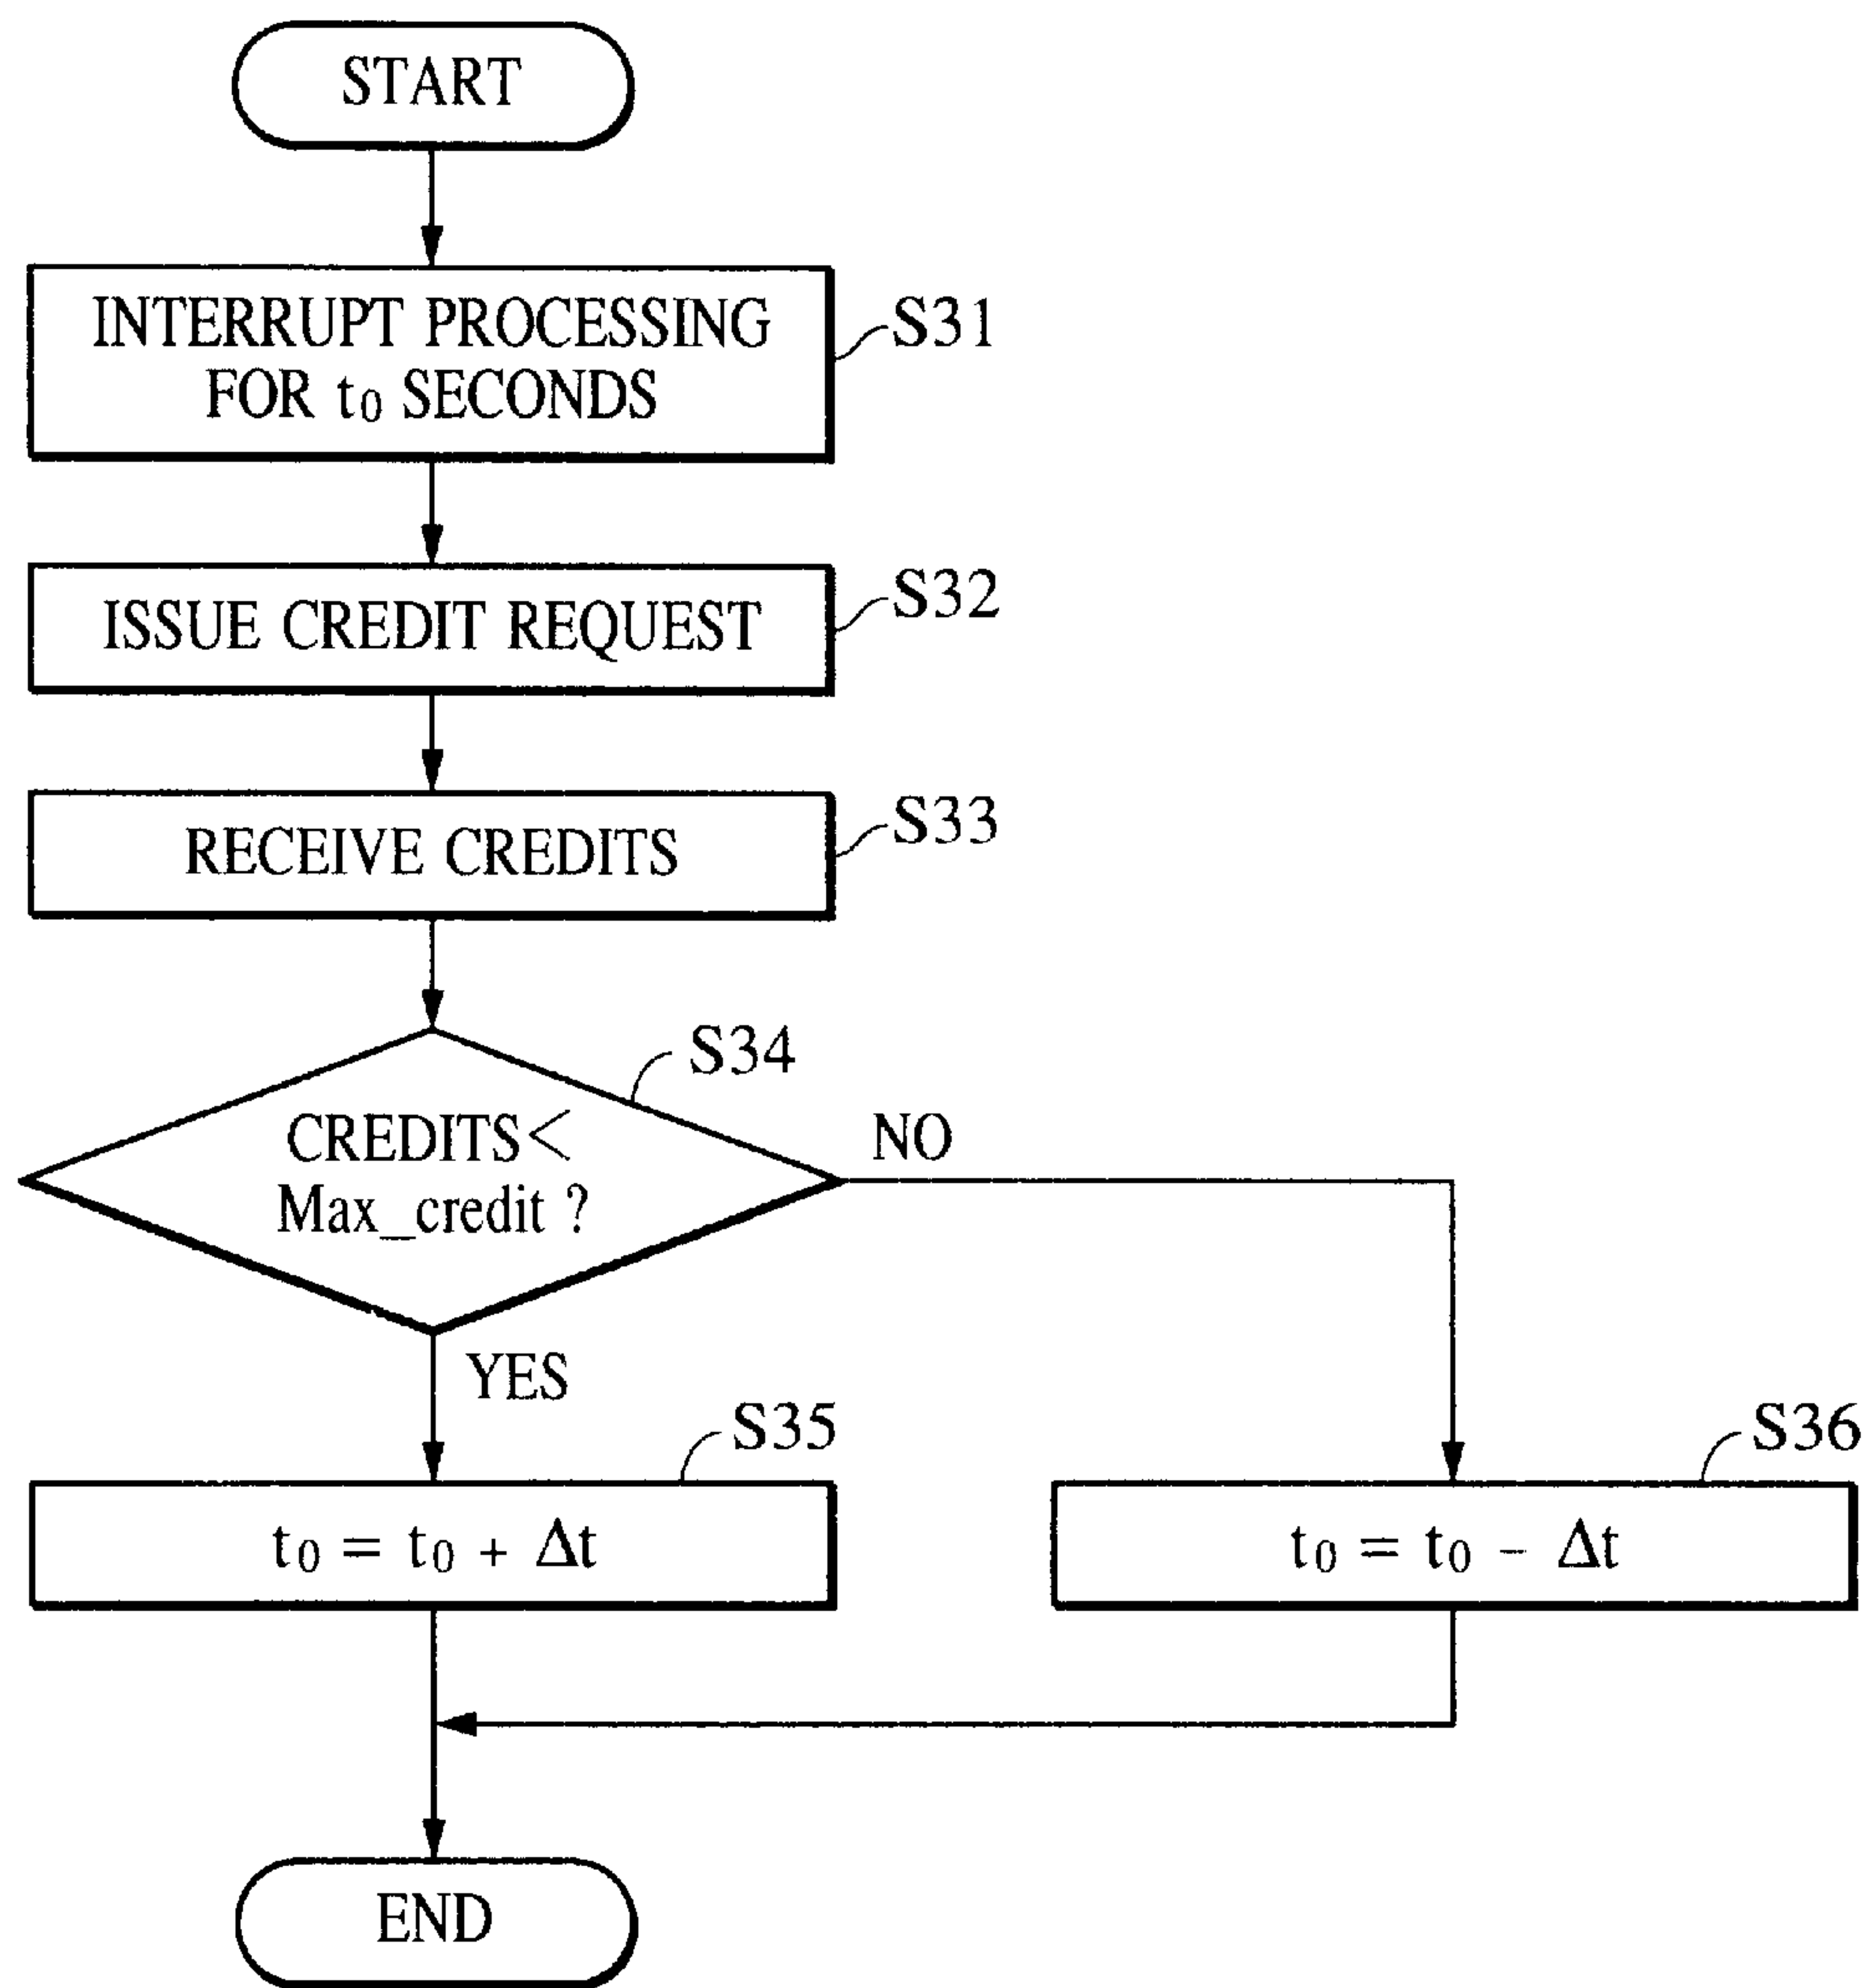 START
INTERRUPT PROCESSING
FOR t₀ SECONDS
S31
ISSUE CREDIT REQUEST
S32
RECEIVE CREDITS
S33
S34
CREDITS<
Max_credit ?
NO
YES
S35
t₀ = t₀ + Δt
S36
t₀ = t₀ − Δt
END